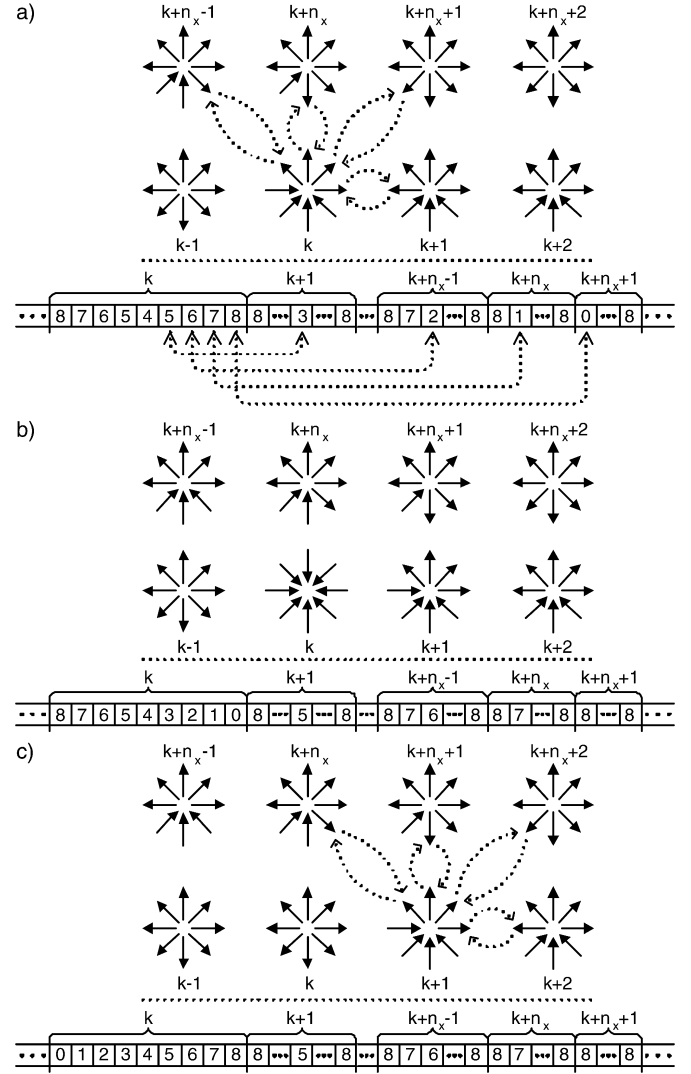 a)
k+nₓ-1 k+nₓ k+nₓ+1 k+nₓ+2
k-1 k k+1 k+2
k k+1 k+nₓ-1 k+nₓ k+nₓ+1
... 8 7 6 5 4 5 6 7 8 8 ... 3 ... 8 ... 8 7 2 ... 8 8 1 ... 8 0 ... 8 ...
b)
k+nₓ-1 k+nₓ k+nₓ+1 k+nₓ+2
k-1 k k+1 k+2
k k+1 k+nₓ-1 k+nₓ k+nₓ+1
... 8 7 6 5 4 3 2 1 0 8 ... 5 ... 8 ... 8 7 6 ... 8 8 7 ... 8 8 ... 8 ...
c)
k+nₓ-1 k+nₓ k+nₓ+1 k+nₓ+2
k-1 k k+1 k+2
k k+1 k+nₓ-1 k+nₓ k+nₓ+1
... 0 1 2 3 4 5 6 7 8 8 ... 5 ... 8 ... 8 7 6 ... 8 8 7 ... 8 8 ... 8 ...